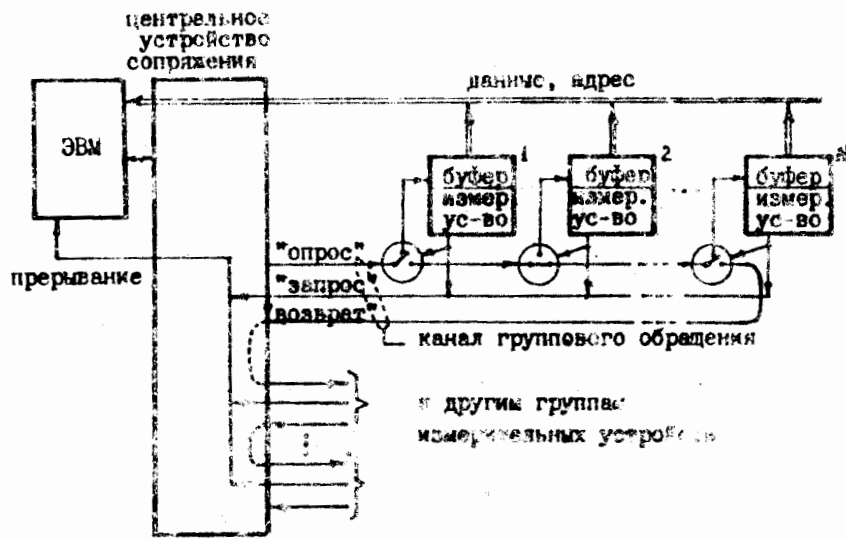 центральное
устройство
сопряжения
данные, адрес
ЭВМ
1
буфер
измер.
ус-во
2
буфер
измер.
ус-во
N
буфер
измер.
ус-во
прерывание
"опрос"
"запрос"
"возврат"
канал группового обращения
к другим группам
измерительных устройств